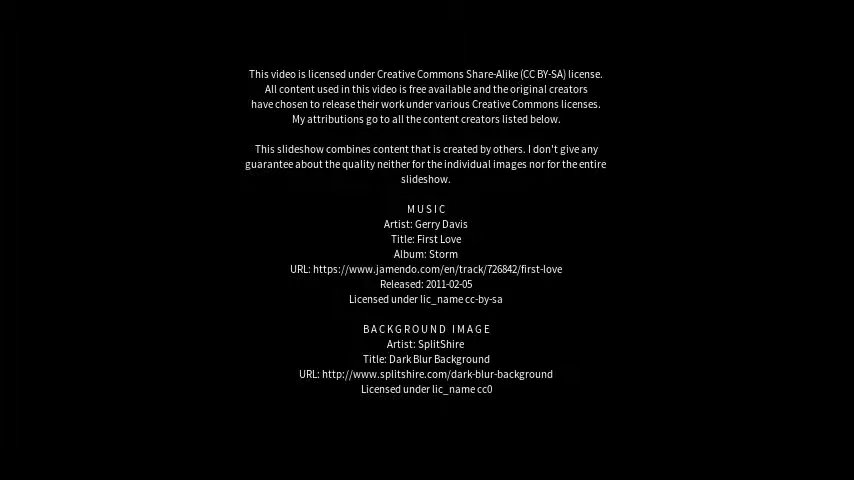 This video is licensed under Creative Commons Share-Alike (CC BY-SA) license.
All content used in this video is free available and the original creators
have chosen to release their work under various Creative Commons licenses.
My attributions go to all the content creators listed below.
This slideshow combines content that is created by others. I don't give any
guarantee about the quality neither for the individual images nor for the entire
slideshow.
MUSIC
Artist: Gerry Davis
Title: First Love
Album: Storm
URL: https://www.jamendo.com/en/track/726842/first-love
Released: 2011-02-05
Licensed under lic_name cc-by-sa
BACKGROUND IMAGE
Artist: SplitShire
Title: Dark Blur Background
URL: http://www.splitshire.com/dark-blur-background
Licensed under lic_name cc0